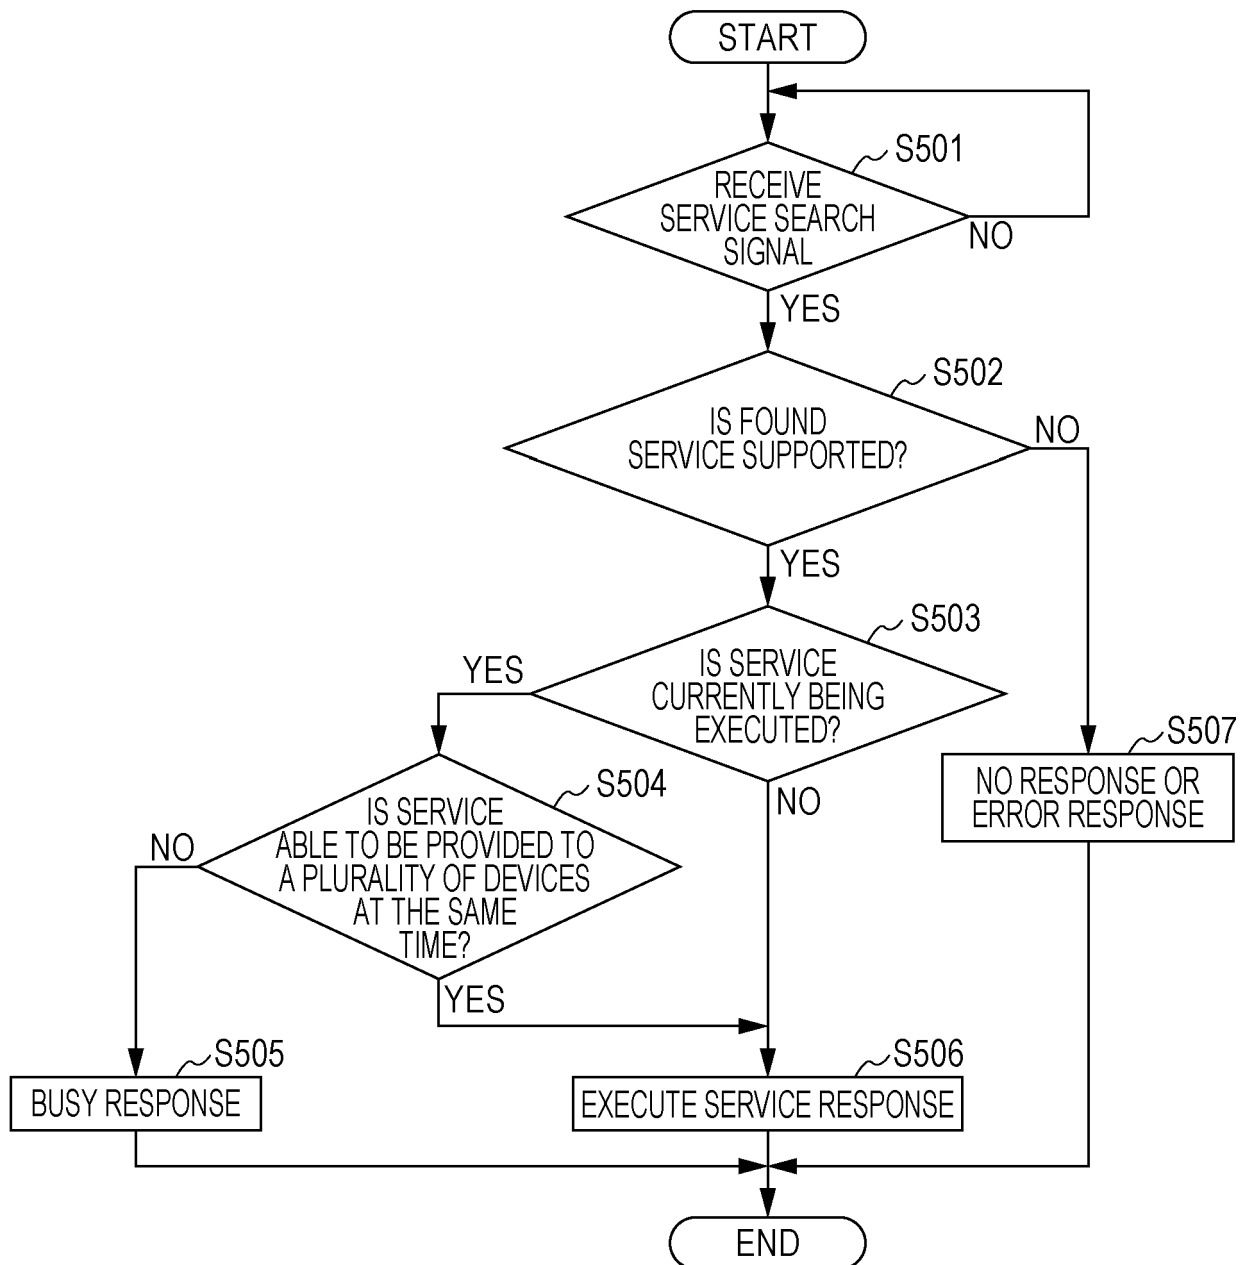 START
S501
RECEIVE
SERVICE SEARCH
SIGNAL
NO
YES
S502
IS FOUND
SERVICE SUPPORTED?
NO
YES
S503
YES
IS SERVICE
CURRENTLY BEING
EXECUTED?
S507
NO RESPONSE OR
ERROR RESPONSE
NO
S504
IS SERVICE
ABLE TO BE PROVIDED TO
A PLURALITY OF DEVICES
AT THE SAME
TIME?
NO
YES
S505
BUSY RESPONSE
S506
EXECUTE SERVICE RESPONSE
END